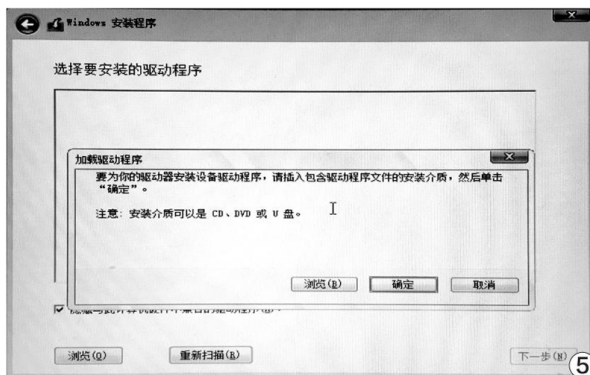 Windows 安装程序
选择要安装的驱动程序
加载驱动程序
要为你的驱动器安装设备驱动程序，请插入包含驱动程序文件的安装介质，然后单击
“确定”。
注意: 安装介质可以是 CD、DVD 或 U 盘。
浏览(R)
确定
取消
浏览(O)
重新扫描(R)
下一步(N)
⑤